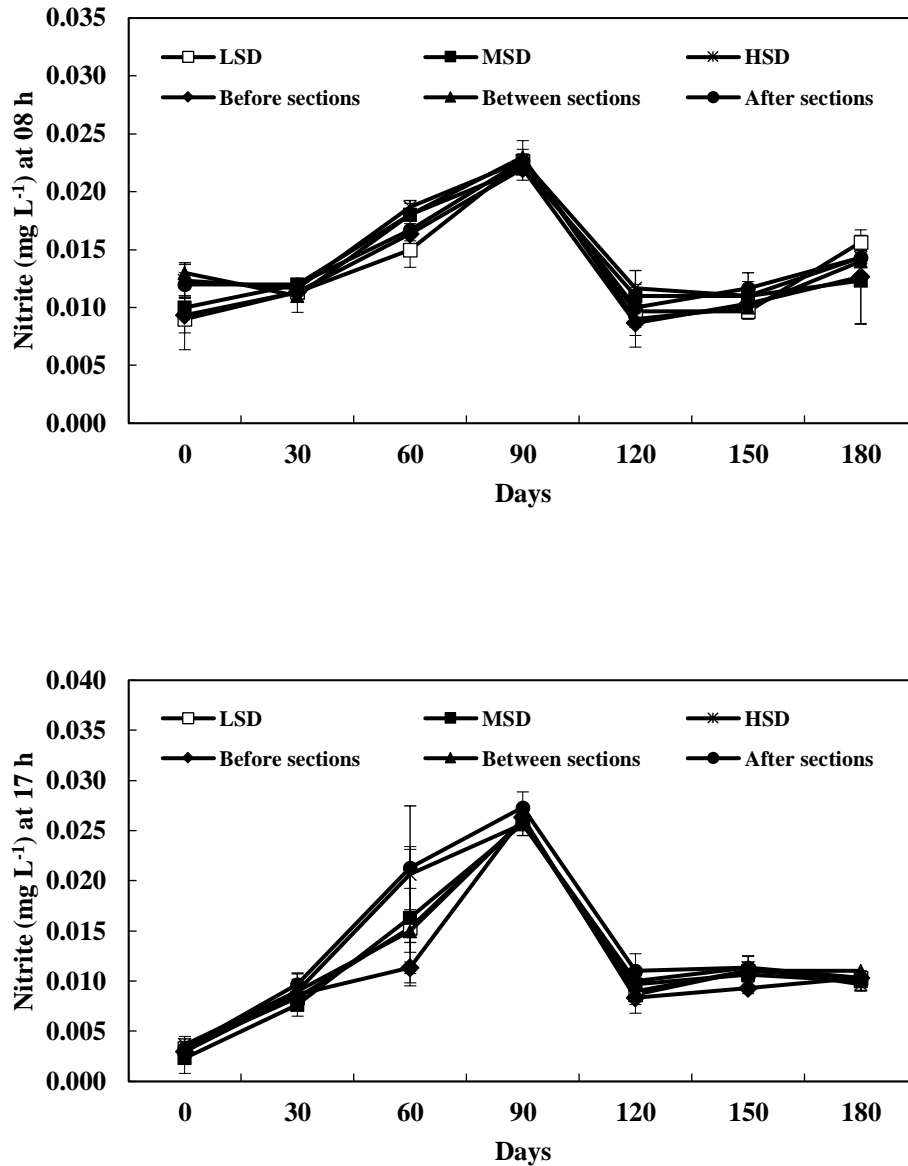 0.035
0.030
0.025
0.020
0.015
0.010
0.005
0.000
Nitrite (mg L⁻¹) at 08 h
LSD MSD HSD
Before sections Between sections After sections
0 30 60 90 120 150 180
Days
0.040
0.035
0.030
0.025
0.020
0.015
0.010
0.005
0.000
Nitrite (mg L⁻¹) at 17 h
LSD MSD HSD
Before sections Between sections After sections
0 30 60 90 120 150 180
Days